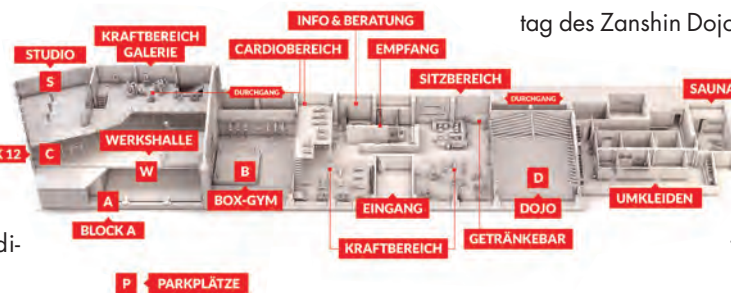 tag des Zanshin Dojo
INFO & BERATUNG
KRAFTBEREICH
GALERIE
STUDIO
CARDIOBEREICH
EMPFANG
SITZBEREICH
S
DURCHGANG
DURCHGANG
SAUNA
WERKSHALLE
12
C
W
B
D
A
BOX-GYM
EINGANG
DOJO
UMKLEIDEN
BLOCK A
KRAFTBEREICH
GETRÄNKEBAR
di-
P
PARKPLÄTZE